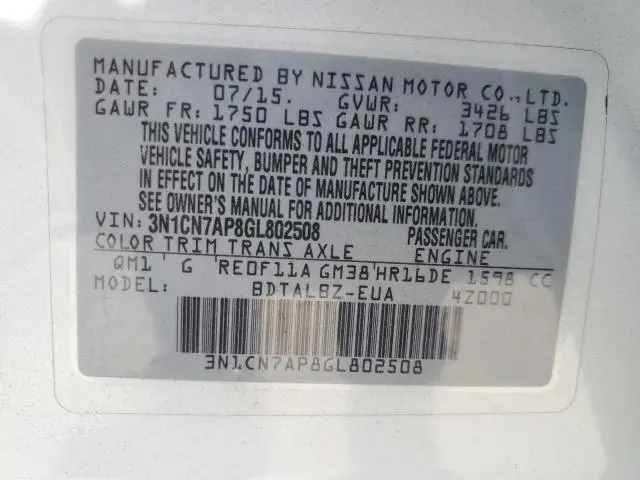 MANUFACTURED BY NISSAN MOTOR CO.,LTD.
DATE: 07/15. GVWR: 3426 LBS
GAWR FR: 1750 LBS GAWR RR: 1708 LBS
THIS VEHICLE CONFORMS TO ALL APPLICABLE FEDERAL MOTOR
VEHICLE SAFETY, BUMPER AND THEFT PREVENTION STANDARDS
IN EFFECT ON THE DATE OF MANUFACTURE SHOWN ABOVE.
SEE OWNER'S MANUAL FOR ADDITIONAL INFORMATION.
VIN: 3N1CN7AP8GL802508 PASSENGER CAR.
COLOR TRIM TRANS AXLE ENGINE
QM1 ' G 'RE0F11A GM38'HR16DE 1598 CC
MODEL: BDTALBZ-EUA 4Z000
3N1CN7AP8GL802508